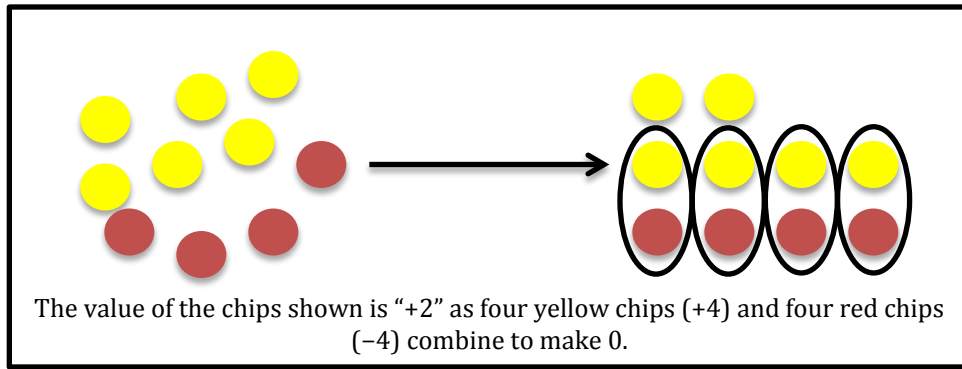 The value of the chips shown is “+2” as four yellow chips (+4) and four red chips
(−4) combine to make 0.